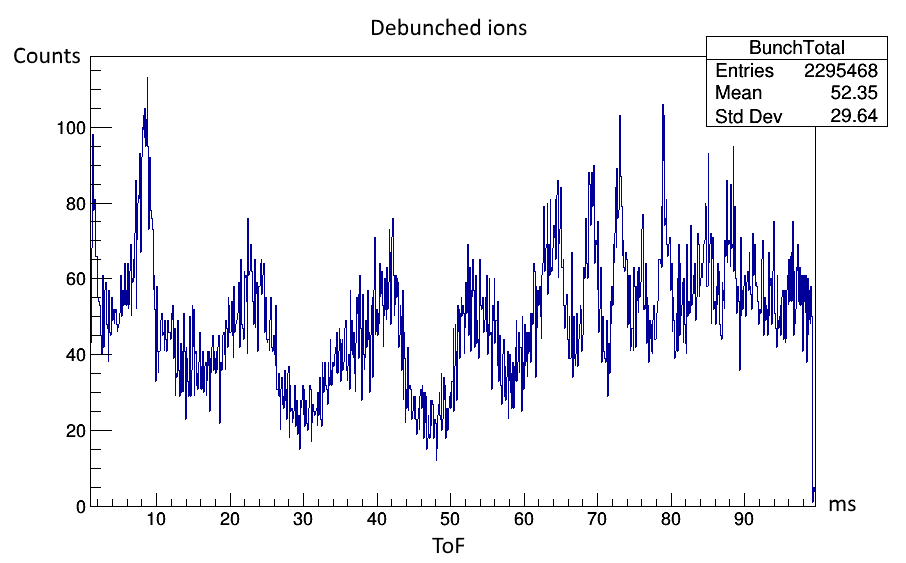 Debunched ions
Counts
BunchTotal
Entries 2295468
Mean 52.35
Std Dev 29.64
100
80
60
40
20
0
10 20 30 40 50 60 70 80 90
ms
ToF